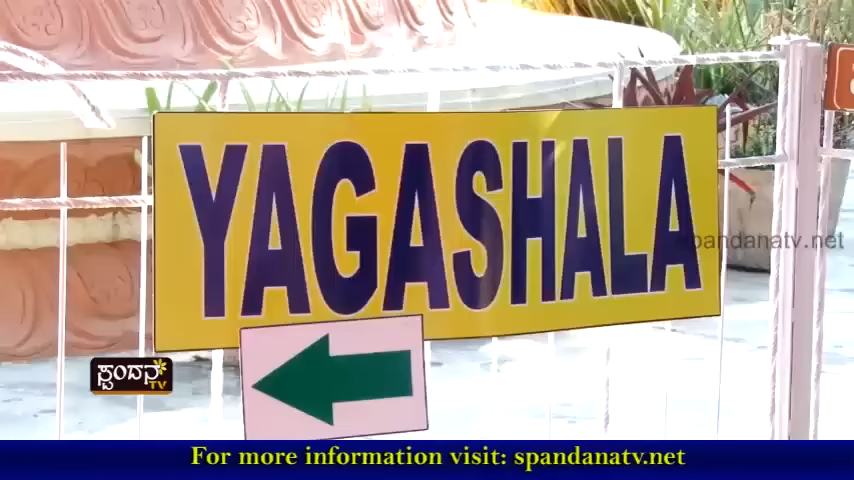 YAGASHALA
spandanatv.net
ಸ್ಪಂದನ
TV
For more information visit: spandanatv.net